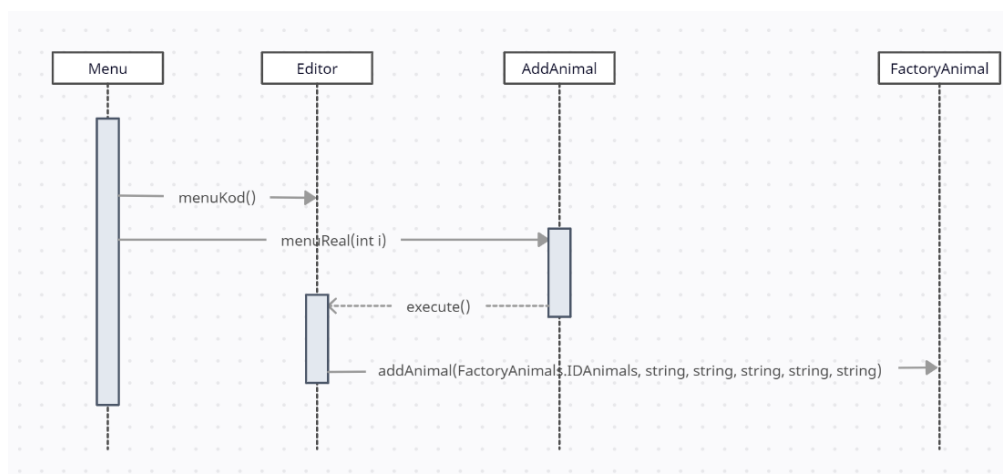 Menu
Editor
AddAnimal
FactoryAnimal
menuKod()
menuReal(int i)
execute()
addAnimal(FactoryAnimals.IDAnimals, string, string, string, string, string)